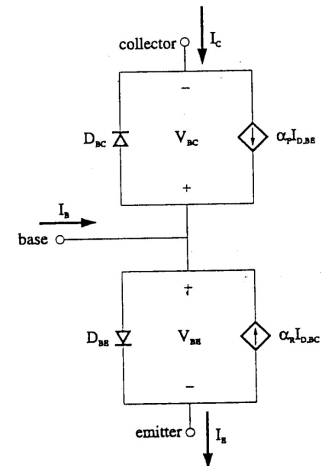 collector
I_C
−
D_BC
V_BC
α_F I_D,BE
+
I_B
base
+
D_BE
V_BE
α_R I_D,BC
−
emitter
I_E